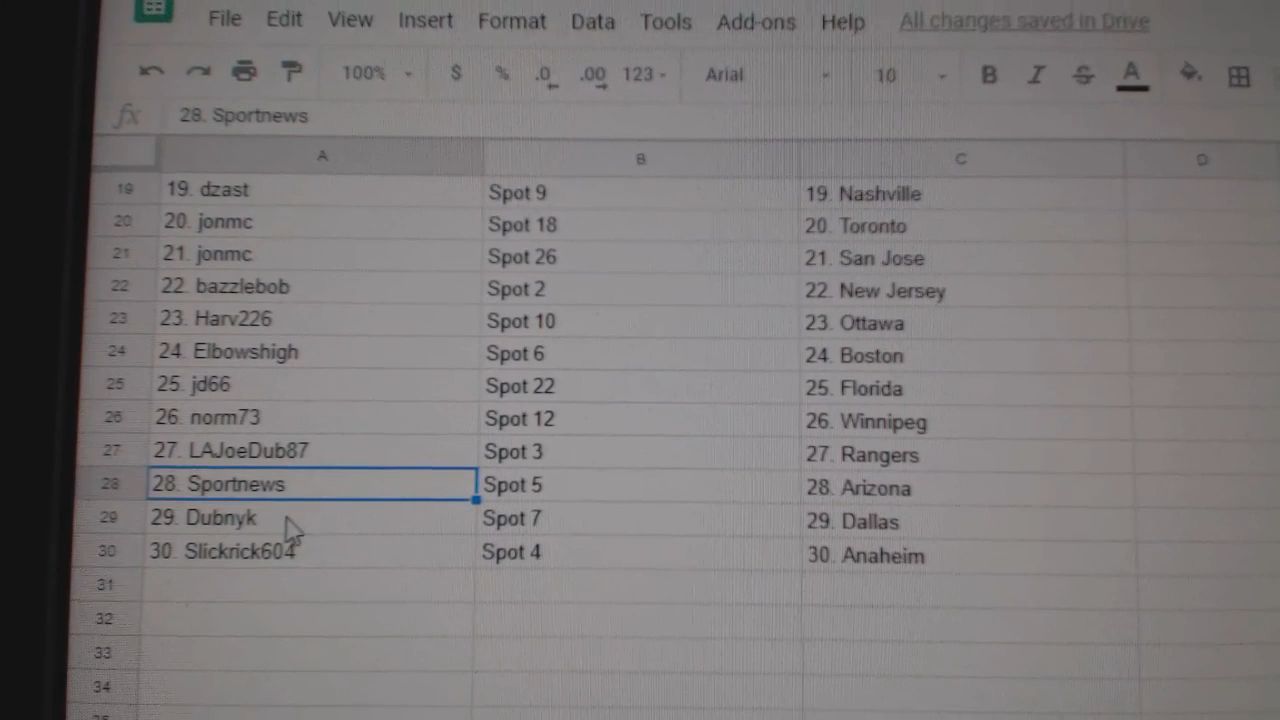 File Edit View Insert Format Data Tools Add-ons Help All changes saved in Drive
100% $ % .0 .00 123 Arial 10 B I S A
fx 28. Sportnews
A B C D
19 19. dzast Spot 9 19. Nashville
20 20. jonmc Spot 18 20. Toronto
21 21. jonmc Spot 26 21. San Jose
22 22. bazzlebob Spot 2 22. New Jersey
23 23. Harv226 Spot 10 23. Ottawa
24 24. Elbowshigh Spot 6 24. Boston
25 25. jd66 Spot 22 25. Florida
26 26. norm73 Spot 12 26. Winnipeg
27 27. LAJoeDub87 Spot 3 27. Rangers
28 28. Sportnews Spot 5 28. Arizona
29 29. Dubnyk Spot 7 29. Dallas
30 30. Slickrick604 Spot 4 30. Anaheim
31
32
33
34